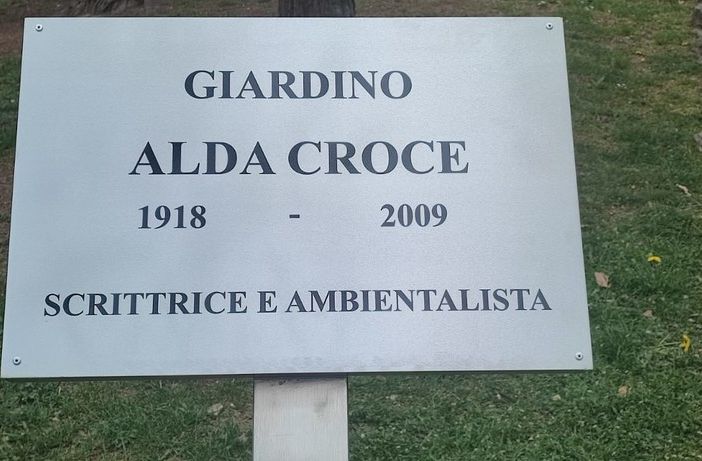 GIARDINO
ALDA CROCE
1918 - 2009
SCRITTRICE E AMBIENTALISTA